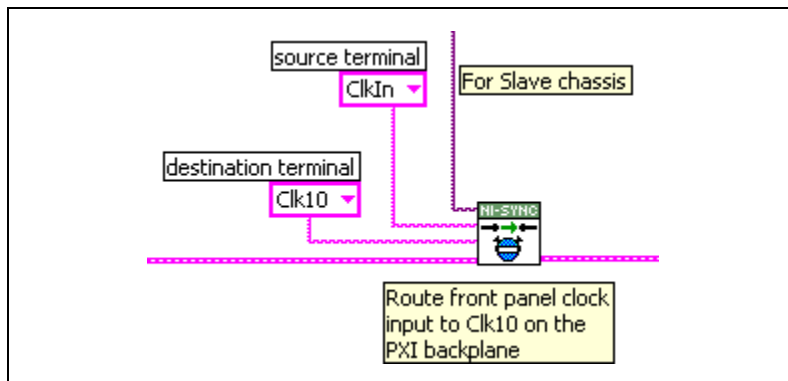 source terminal
ClkIn
For Slave chassis
destination terminal
Clk10
NI-SYNC
Route front panel clock
input to Clk10 on the
PXI backplane